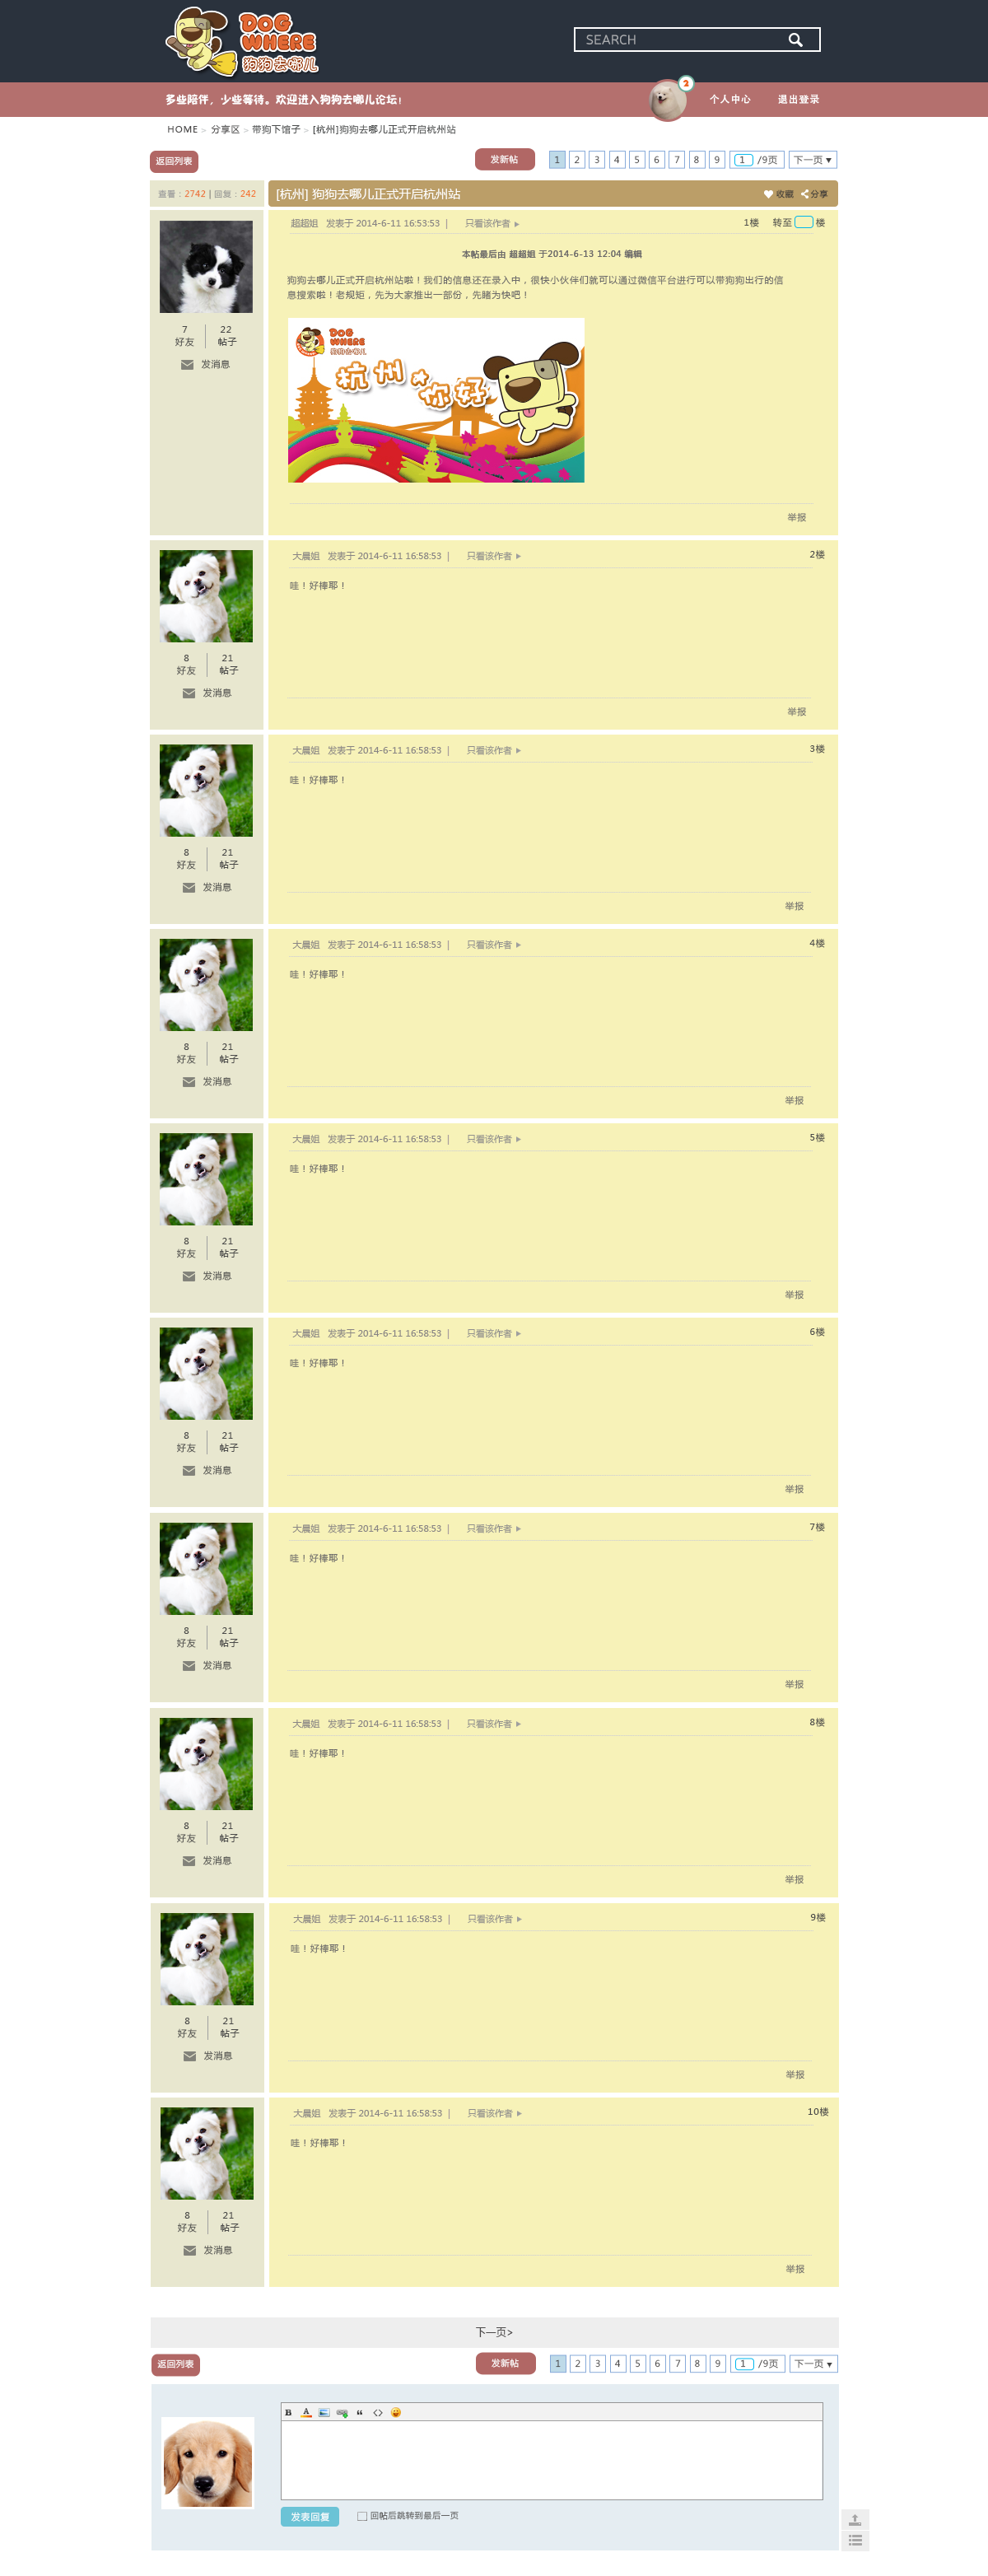 DOG
WHERE
狗狗去哪儿
SEARCH
多些陪伴，少些等待。欢迎进入狗狗去哪儿论坛！
2
个人中心 退出登录
HOME > 分享区 > 带狗下馆子 > [杭州]狗狗去哪儿正式开启杭州站
返回列表 发新帖 1 2 3 4 5 6 7 8 9 1 /9页 下一页▼
查看：2742 | 回复：242 [杭州] 狗狗去哪儿正式开启杭州站 收藏 分享
超超姐 发表于 2014-6-11 16:53:53 | 只看该作者 ▶ 1楼 转至 楼
本帖最后由 超超姐 于2014-6-13 12:04 编辑
狗狗去哪儿正式开启杭州站啦！我们的信息还在录入中，很快小伙伴们就可以通过微信平台进行可以带狗狗出行的信
息搜索啦！老规矩，先为大家推出一部份，先睹为快吧！
7 22
好友 帖子
发消息
DOG
WHERE
狗狗去哪儿
杭州×你好
举报
大晨姐 发表于 2014-6-11 16:58:53 | 只看该作者 ▶ 2楼
哇！好棒耶！
8 21
好友 帖子
发消息
举报
大晨姐 发表于 2014-6-11 16:58:53 | 只看该作者 ▶ 3楼
哇！好棒耶！
8 21
好友 帖子
发消息
举报
大晨姐 发表于 2014-6-11 16:58:53 | 只看该作者 ▶ 4楼
哇！好棒耶！
8 21
好友 帖子
发消息
举报
大晨姐 发表于 2014-6-11 16:58:53 | 只看该作者 ▶ 5楼
哇！好棒耶！
8 21
好友 帖子
发消息
举报
大晨姐 发表于 2014-6-11 16:58:53 | 只看该作者 ▶ 6楼
哇！好棒耶！
8 21
好友 帖子
发消息
举报
大晨姐 发表于 2014-6-11 16:58:53 | 只看该作者 ▶ 7楼
哇！好棒耶！
8 21
好友 帖子
发消息
举报
大晨姐 发表于 2014-6-11 16:58:53 | 只看该作者 ▶ 8楼
哇！好棒耶！
8 21
好友 帖子
发消息
举报
大晨姐 发表于 2014-6-11 16:58:53 | 只看该作者 ▶ 9楼
哇！好棒耶！
8 21
好友 帖子
发消息
举报
大晨姐 发表于 2014-6-11 16:58:53 | 只看该作者 ▶ 10楼
哇！好棒耶！
8 21
好友 帖子
发消息
举报
下一页>
返回列表 发新帖 1 2 3 4 5 6 7 8 9 1 /9页 下一页▼
B A “ <>
发表回复 回帖后跳转到最后一页